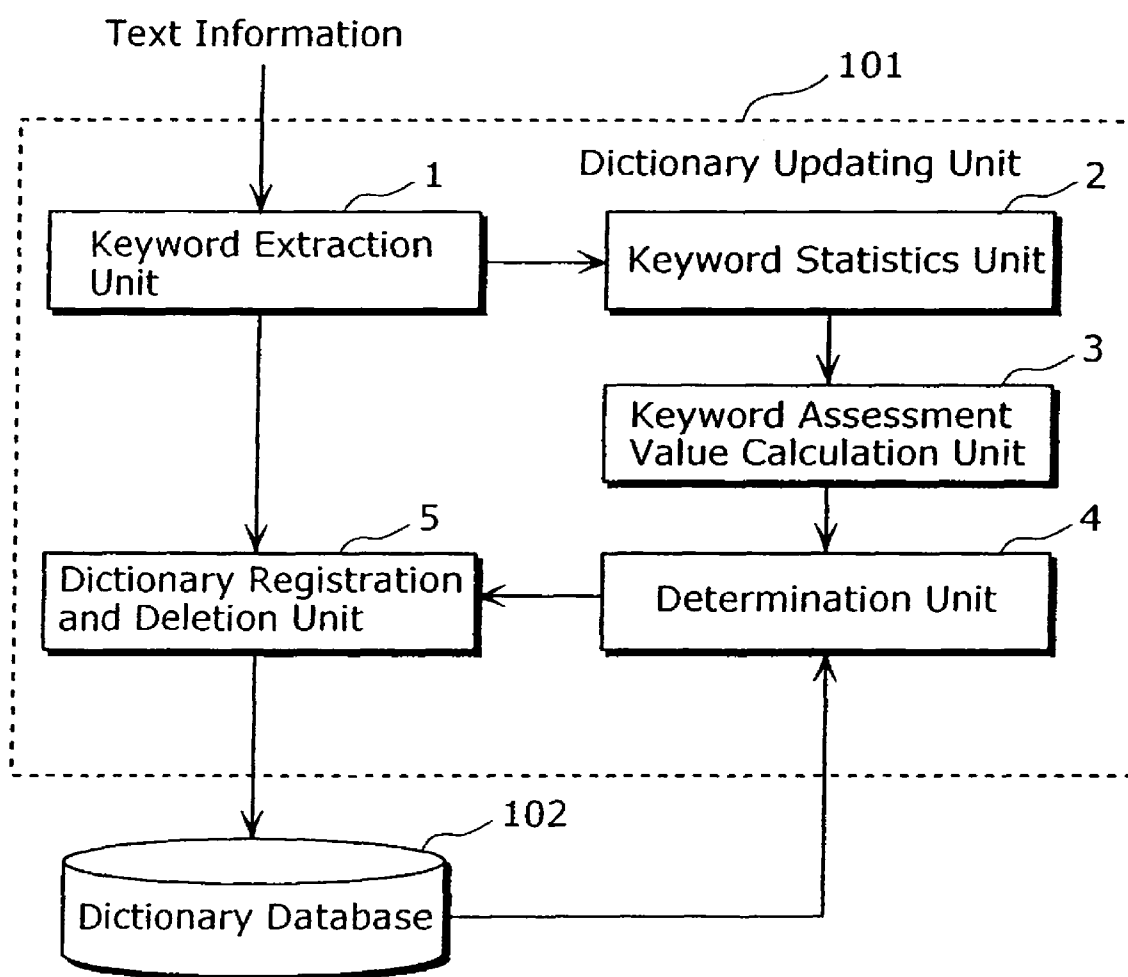 Text Information
101
Dictionary Updating Unit
1
2
Keyword Extraction
Unit
Keyword Statistics Unit
3
Keyword Assessment
Value Calculation Unit
5
4
Dictionary Registration
and Deletion Unit
Determination Unit
102
Dictionary Database